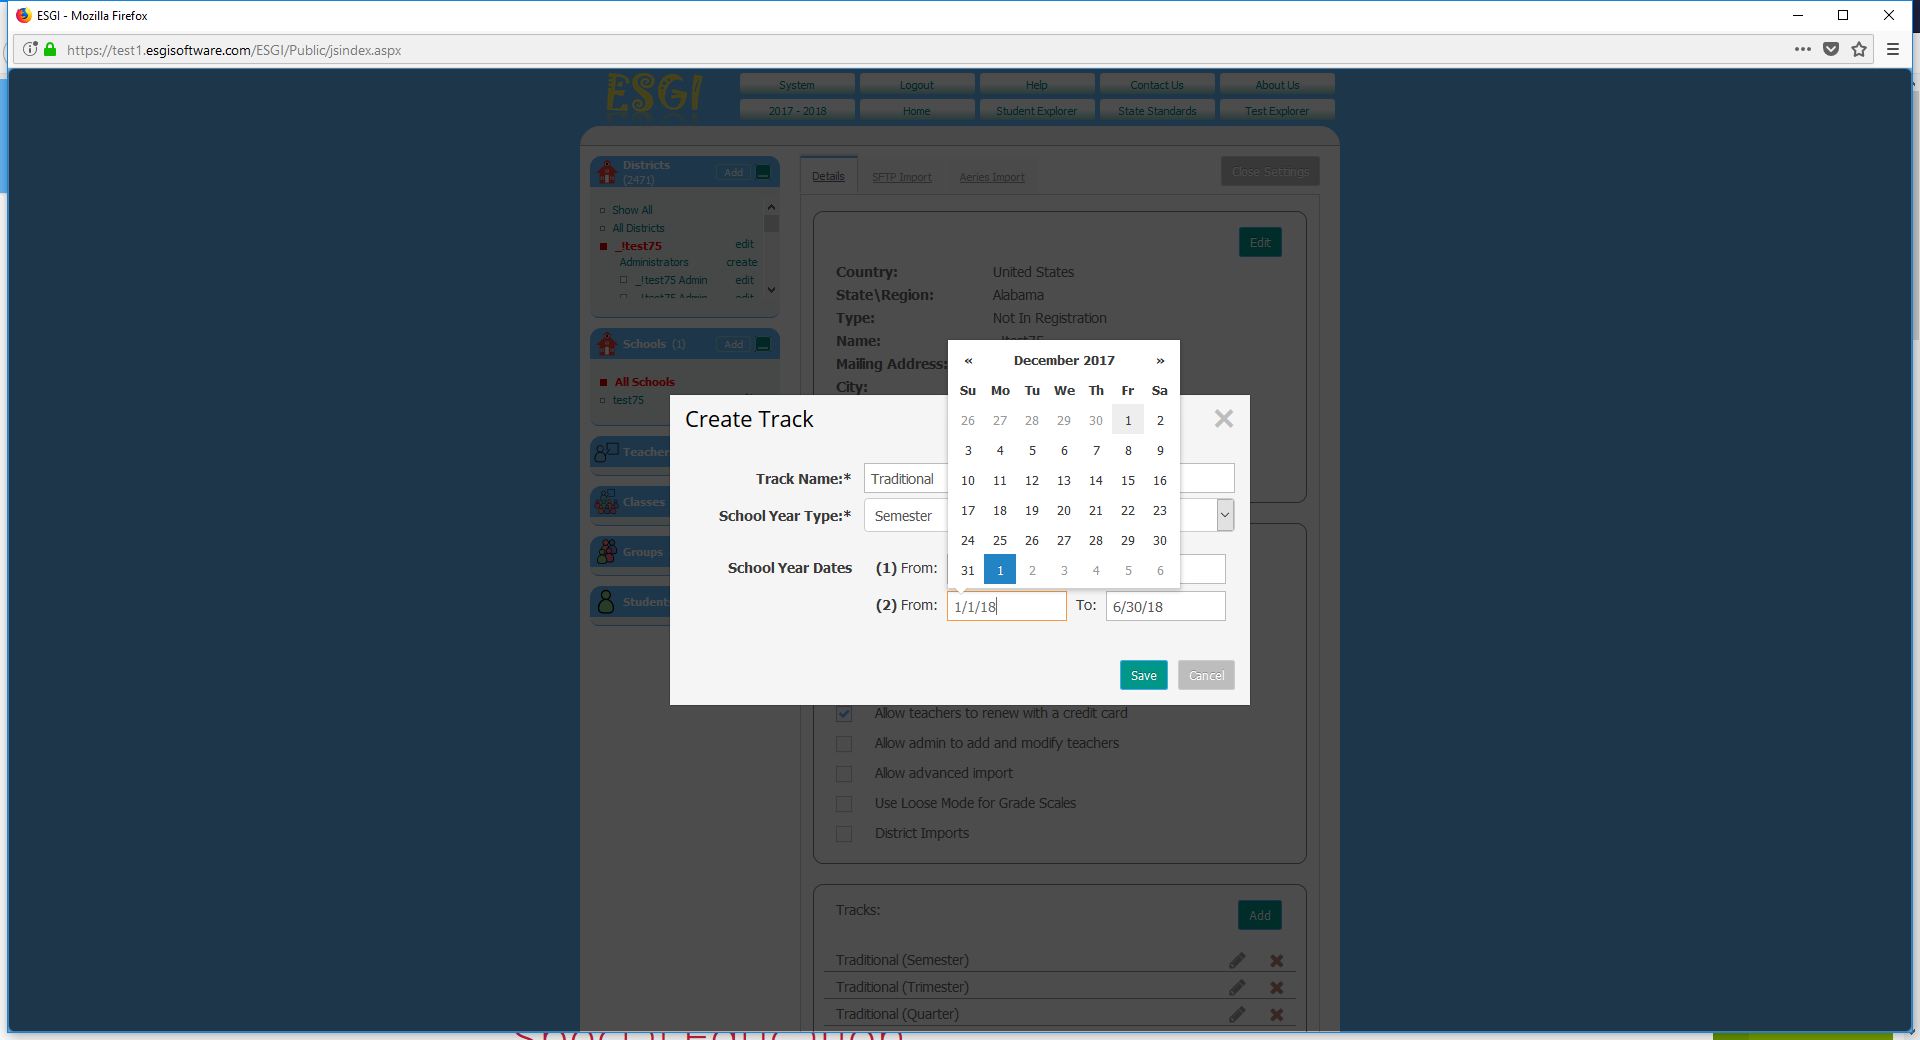 ESGI - Mozilla Firefox
https://test1.esgisoftware.com/ESGI/Public/jsindex.aspx
ESGI
System Logout Help Contact Us About Us
2017 - 2018 Home Student Explorer State Standards Test Explorer
Districts (2471) Add
Show All
All Districts
_!test75 edit
Administrators create
_!test75 Admin edit
_!test75 Admin edit
Schools (1) Add
All Schools
test75
Teacher
Classes
Groups
Students
Details SFTP Import Aeries Import Close Settings
Edit
Country: United States
State\Region: Alabama
Type: Not In Registration
Name: _!test75
Mailing Address:
City:
« December 2017 »
Su Mo Tu We Th Fr Sa
26 27 28 29 30 1 2
3 4 5 6 7 8 9
10 11 12 13 14 15 16
17 18 19 20 21 22 23
24 25 26 27 28 29 30
31 1 2 3 4 5 6
Create Track
Track Name:* Traditional
School Year Type:* Semester
School Year Dates (1) From:
(2) From: 1/1/18 To: 6/30/18
Save Cancel
Allow teachers to renew with a credit card
Allow admin to add and modify teachers
Allow advanced import
Use Loose Mode for Grade Scales
District Imports
Tracks: Add
Traditional (Semester)
Traditional (Trimester)
Traditional (Quarter)
Special Education